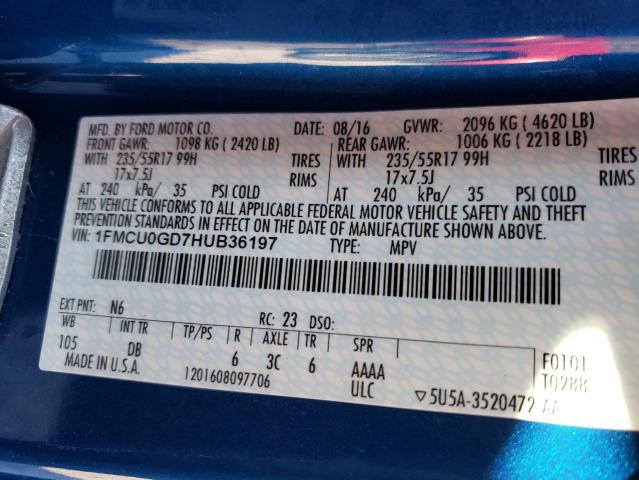 MFD. BY FORD MOTOR CO. DATE: 08/16 GVWR: 2096 KG ( 4620 LB)
FRONT GAWR: 1098 KG ( 2420 LB) REAR GAWR: 1006 KG ( 2218 LB)
WITH 235/55R17 99H TIRES WITH 235/55R17 99H TIRES
17x7.5J RIMS 17x7.5J RIMS
AT 240 kPa/ 35 PSI COLD AT 240 kPa/ 35 PSI COLD
THIS VEHICLE CONFORMS TO ALL APPLICABLE FEDERAL MOTOR VEHICLE SAFETY AND THEFT
PREVENTION STANDARDS IN EFFECT ON THE DATE OF MANUFACTURE SHOWN ABOVE.
VIN: 1FMCU0GD7HUB36197 TYPE: MPV
EXT PNT: N6 RC: 23 DSO:
WB INT TR TP/PS R AXLE TR SPR
105 DB 6 3C 6 AAAA F0101
MADE IN U.S.A. 1201608097706 ULC T0288
▽5U5A-3520472 AA